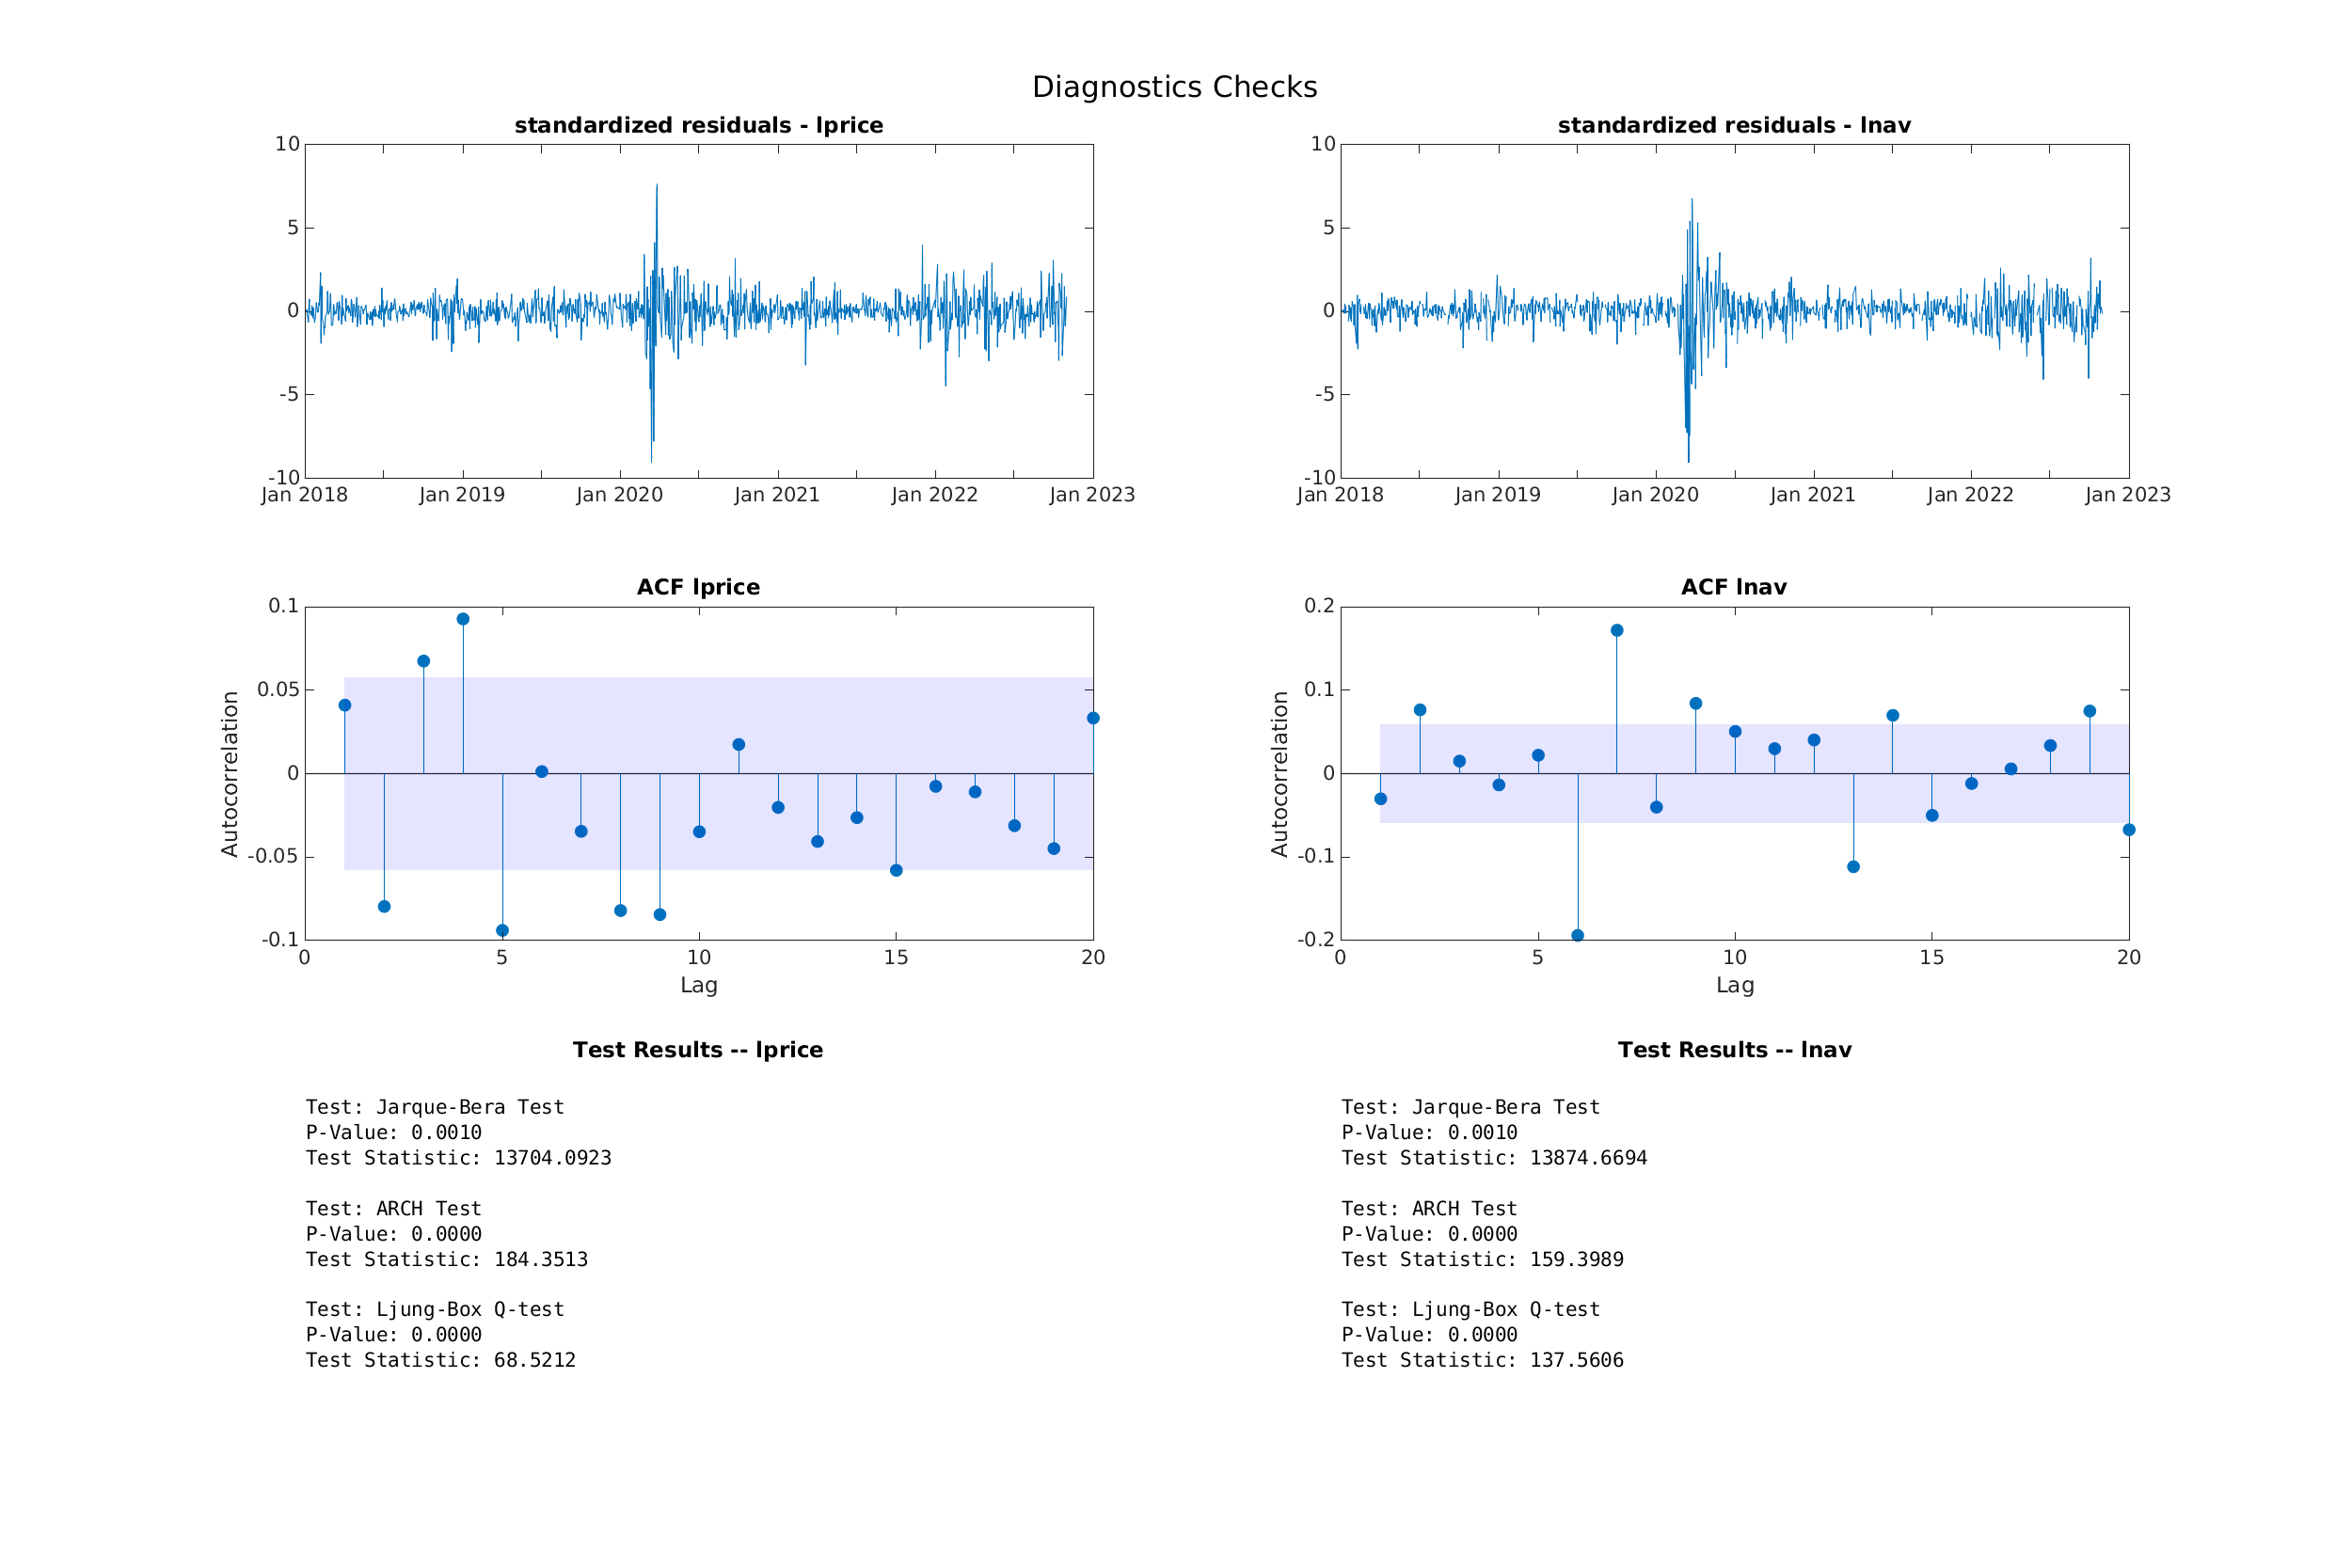 Diagnostics Checks
standardized residuals - lprice
10
5
0
-5
-10
Jan 2018 Jan 2019 Jan 2020 Jan 2021 Jan 2022 Jan 2023
standardized residuals - lnav
10
5
0
-5
-10
Jan 2018 Jan 2019 Jan 2020 Jan 2021 Jan 2022 Jan 2023
ACF lprice
Autocorrelation
0.1
0.05
0
-0.05
-0.1
0 5 10 15 20
Lag
ACF lnav
Autocorrelation
0.2
0.1
0
-0.1
-0.2
0 5 10 15 20
Lag
Test Results -- lprice
Test: Jarque-Bera Test
P-Value: 0.0010
Test Statistic: 13704.0923
Test: ARCH Test
P-Value: 0.0000
Test Statistic: 184.3513
Test: Ljung-Box Q-test
P-Value: 0.0000
Test Statistic: 68.5212
Test Results -- lnav
Test: Jarque-Bera Test
P-Value: 0.0010
Test Statistic: 13874.6694
Test: ARCH Test
P-Value: 0.0000
Test Statistic: 159.3989
Test: Ljung-Box Q-test
P-Value: 0.0000
Test Statistic: 137.5606